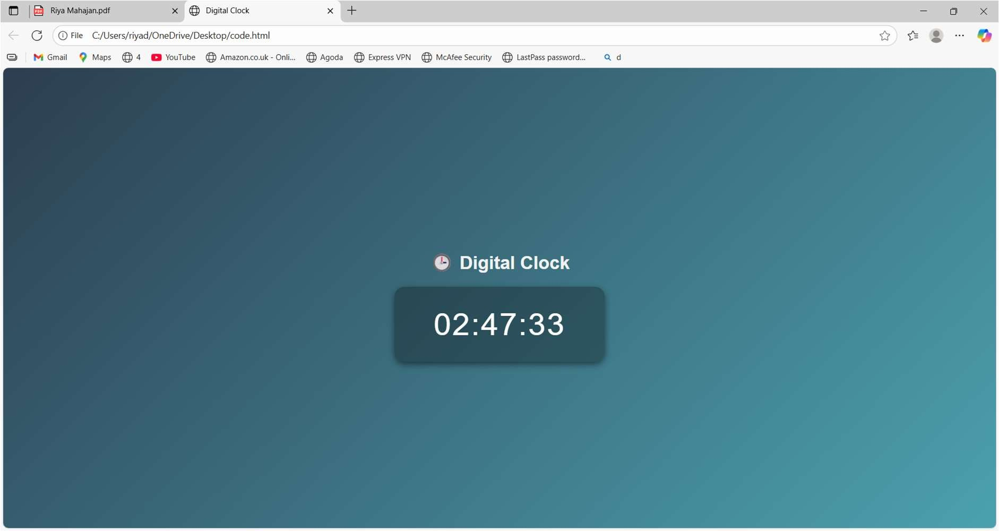 Riya Mahajan.pdf
Digital Clock
File C:/Users/riyad/OneDrive/Desktop/code.html
Gmail Maps 4 YouTube Amazon.co.uk - Onli... Agoda Express VPN McAfee Security LastPass password... d
Digital Clock
02:47:33